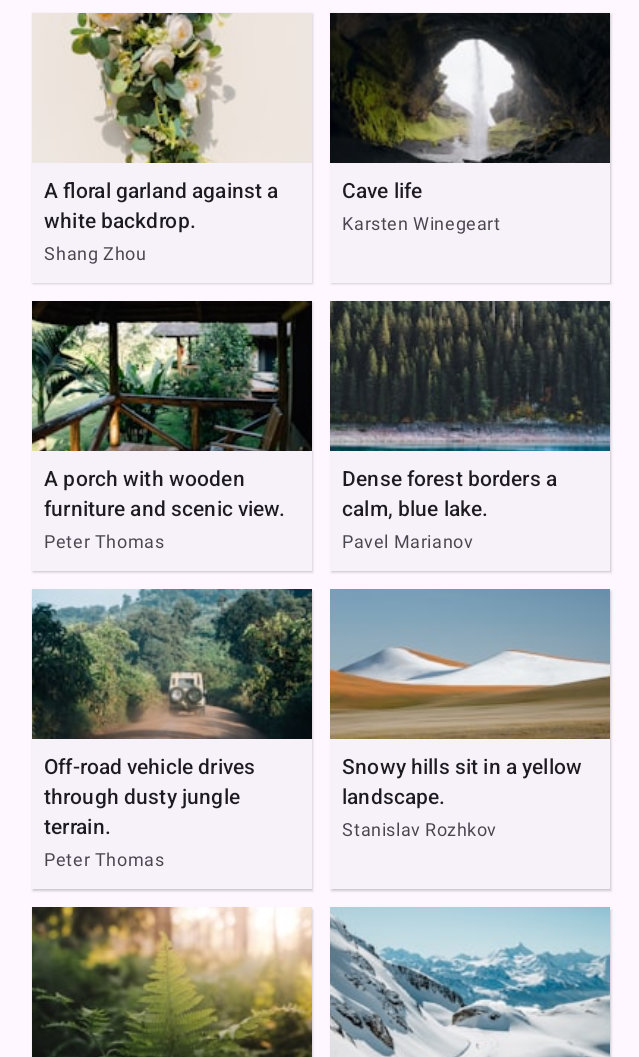 A floral garland against a
white backdrop.
Shang Zhou
Cave life
Karsten Winegeart
A porch with wooden
furniture and scenic view.
Peter Thomas
Dense forest borders a
calm, blue lake.
Pavel Marianov
Off-road vehicle drives
through dusty jungle
terrain.
Peter Thomas
Snowy hills sit in a yellow
landscape.
Stanislav Rozhkov